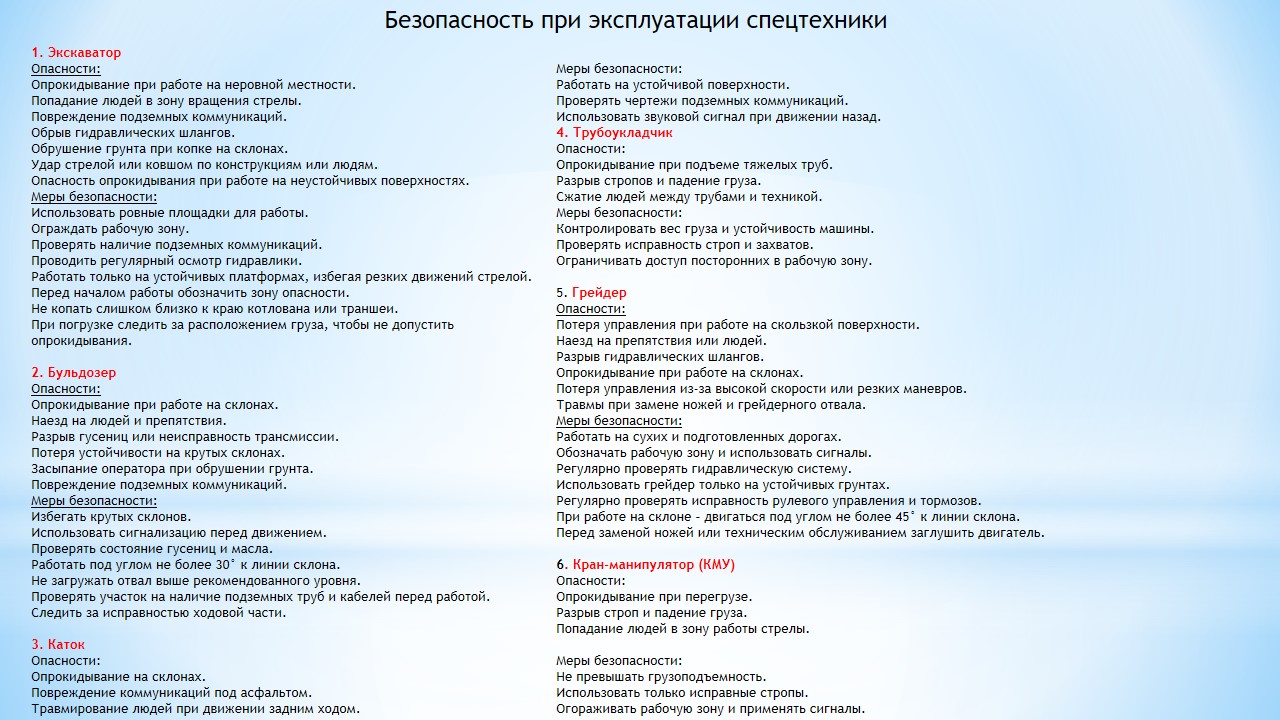 Безопасность при эксплуатации спецтехники
1. Экскаватор
Опасности:
Опрокидывание при работе на неровной местности.
Попадание людей в зону вращения стрелы.
Повреждение подземных коммуникаций.
Обрыв гидравлических шлангов.
Обрушение грунта при копке на склонах.
Удар стрелой или ковшом по конструкциям или людям.
Опасность опрокидывания при работе на неустойчивых поверхностях.
Меры безопасности:
Использовать ровные площадки для работы.
Ограждать рабочую зону.
Проверять наличие подземных коммуникаций.
Проводить регулярный осмотр гидравлики.
Работать только на устойчивых платформах, избегая резких движений стрелой.
Перед началом работы обозначить зону опасности.
Не копать слишком близко к краю котлована или траншеи.
При погрузке следить за расположением груза, чтобы не допустить
опрокидывания.
2. Бульдозер
Опасности:
Опрокидывание при работе на склонах.
Наезд на людей и препятствия.
Разрыв гусениц или неисправность трансмиссии.
Потеря устойчивости на крутых склонах.
Засыпание оператора при обрушении грунта.
Повреждение подземных коммуникаций.
Меры безопасности:
Избегать крутых склонов.
Использовать сигнализацию перед движением.
Проверять состояние гусениц и масла.
Работать под углом не более 30° к линии склона.
Не загружать отвал выше рекомендованного уровня.
Проверять участок на наличие подземных труб и кабелей перед работой.
Следить за исправностью ходовой части.
3. Каток
Опасности:
Опрокидывание на склонах.
Повреждение коммуникаций под асфальтом.
Травмирование людей при движении задним ходом.
Меры безопасности:
Работать на устойчивой поверхности.
Проверять чертежи подземных коммуникаций.
Использовать звуковой сигнал при движении назад.
4. Трубоукладчик
Опасности:
Опрокидывание при подъеме тяжелых труб.
Разрыв стропов и падение груза.
Сжатие людей между трубами и техникой.
Меры безопасности:
Контролировать вес груза и устойчивость машины.
Проверять исправность строп и захватов.
Ограничивать доступ посторонних в рабочую зону.
5. Грейдер
Опасности:
Потеря управления при работе на скользкой поверхности.
Наезд на препятствия или людей.
Разрыв гидравлических шлангов.
Опрокидывание при работе на склонах.
Потеря управления из-за высокой скорости или резких маневров.
Травмы при замене ножей и грейдерного отвала.
Меры безопасности:
Работать на сухих и подготовленных дорогах.
Обозначать рабочую зону и использовать сигналы.
Регулярно проверять гидравлическую систему.
Использовать грейдер только на устойчивых грунтах.
Регулярно проверять исправность рулевого управления и тормозов.
При работе на склоне – двигаться под углом не более 45° к линии склона.
Перед заменой ножей или техническим обслуживанием заглушить двигатель.
6. Кран-манипулятор (КМУ)
Опасности:
Опрокидывание при перегрузе.
Разрыв строп и падение груза.
Попадание людей в зону работы стрелы.
Меры безопасности:
Не превышать грузоподъемность.
Использовать только исправные стропы.
Огораживать рабочую зону и применять сигналы.